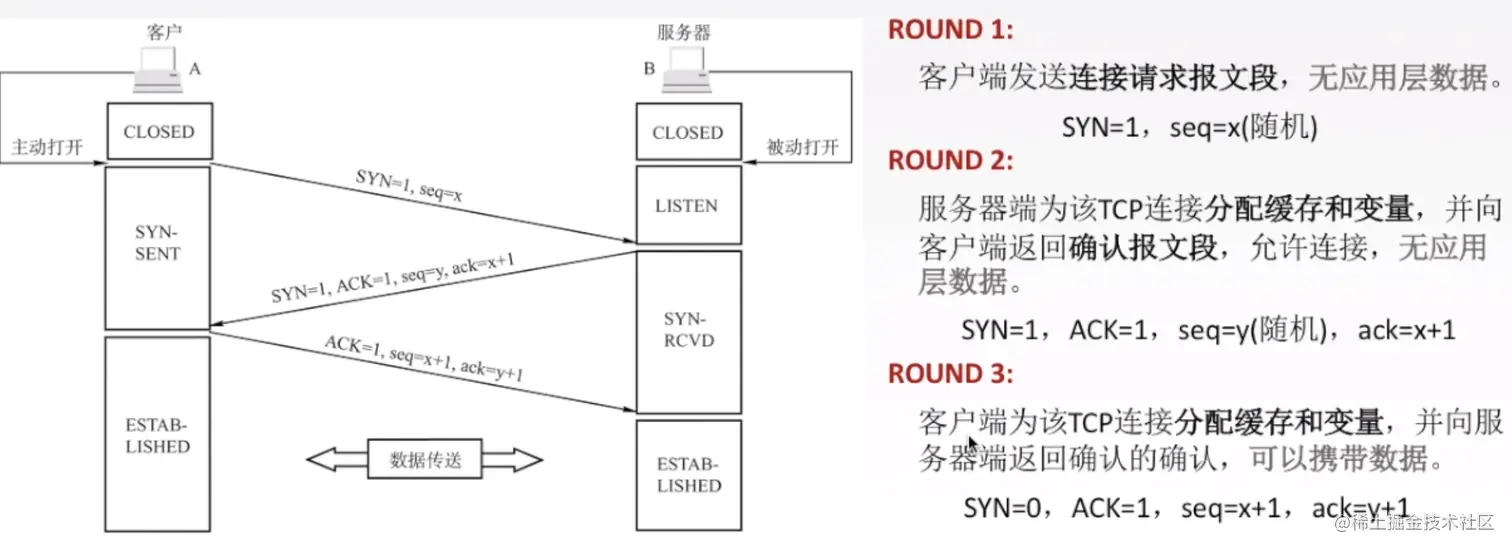 客户
A
服务器
B
CLOSED
CLOSED
主动打开
被动打开
SYN=1, seq=x
LISTEN
SYN-
SENT
SYN=1, ACK=1, seq=y, ack=x+1
SYN-
RCVD
ACK=1, seq=x+1, ack=y+1
ESTAB-
LISHED
数据传送
ESTAB-
LISHED
ROUND 1:
客户端发送连接请求报文段，无应用层数据。
SYN=1，seq=x(随机)
ROUND 2:
服务器端为该TCP连接分配缓存和变量，并向
客户端返回确认报文段，允许连接，无应用
层数据。
SYN=1，ACK=1，seq=y(随机)，ack=x+1
ROUND 3:
客户端为该TCP连接分配缓存和变量，并向服
务器端返回确认的确认，可以携带数据。
SYN=0，ACK=1，seq=x+1，ack=y+1
@稀土掘金技术社区